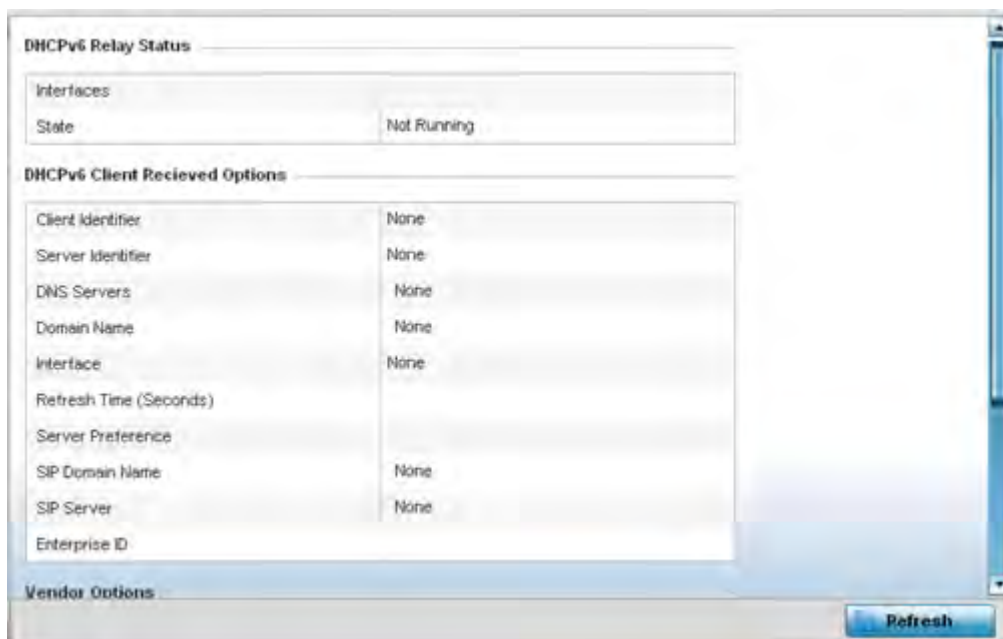 DHCPv6 Relay Status
Interfaces
State Not Running
DHCPv6 Client Recieved Options
Client Identifier None
Server Identifier None
DNS Servers None
Domain Name None
Interface None
Refresh Time (Seconds)
Server Preference
SIP Domain Name None
SIP Server None
Enterprise ID
Vendor Options
Refresh